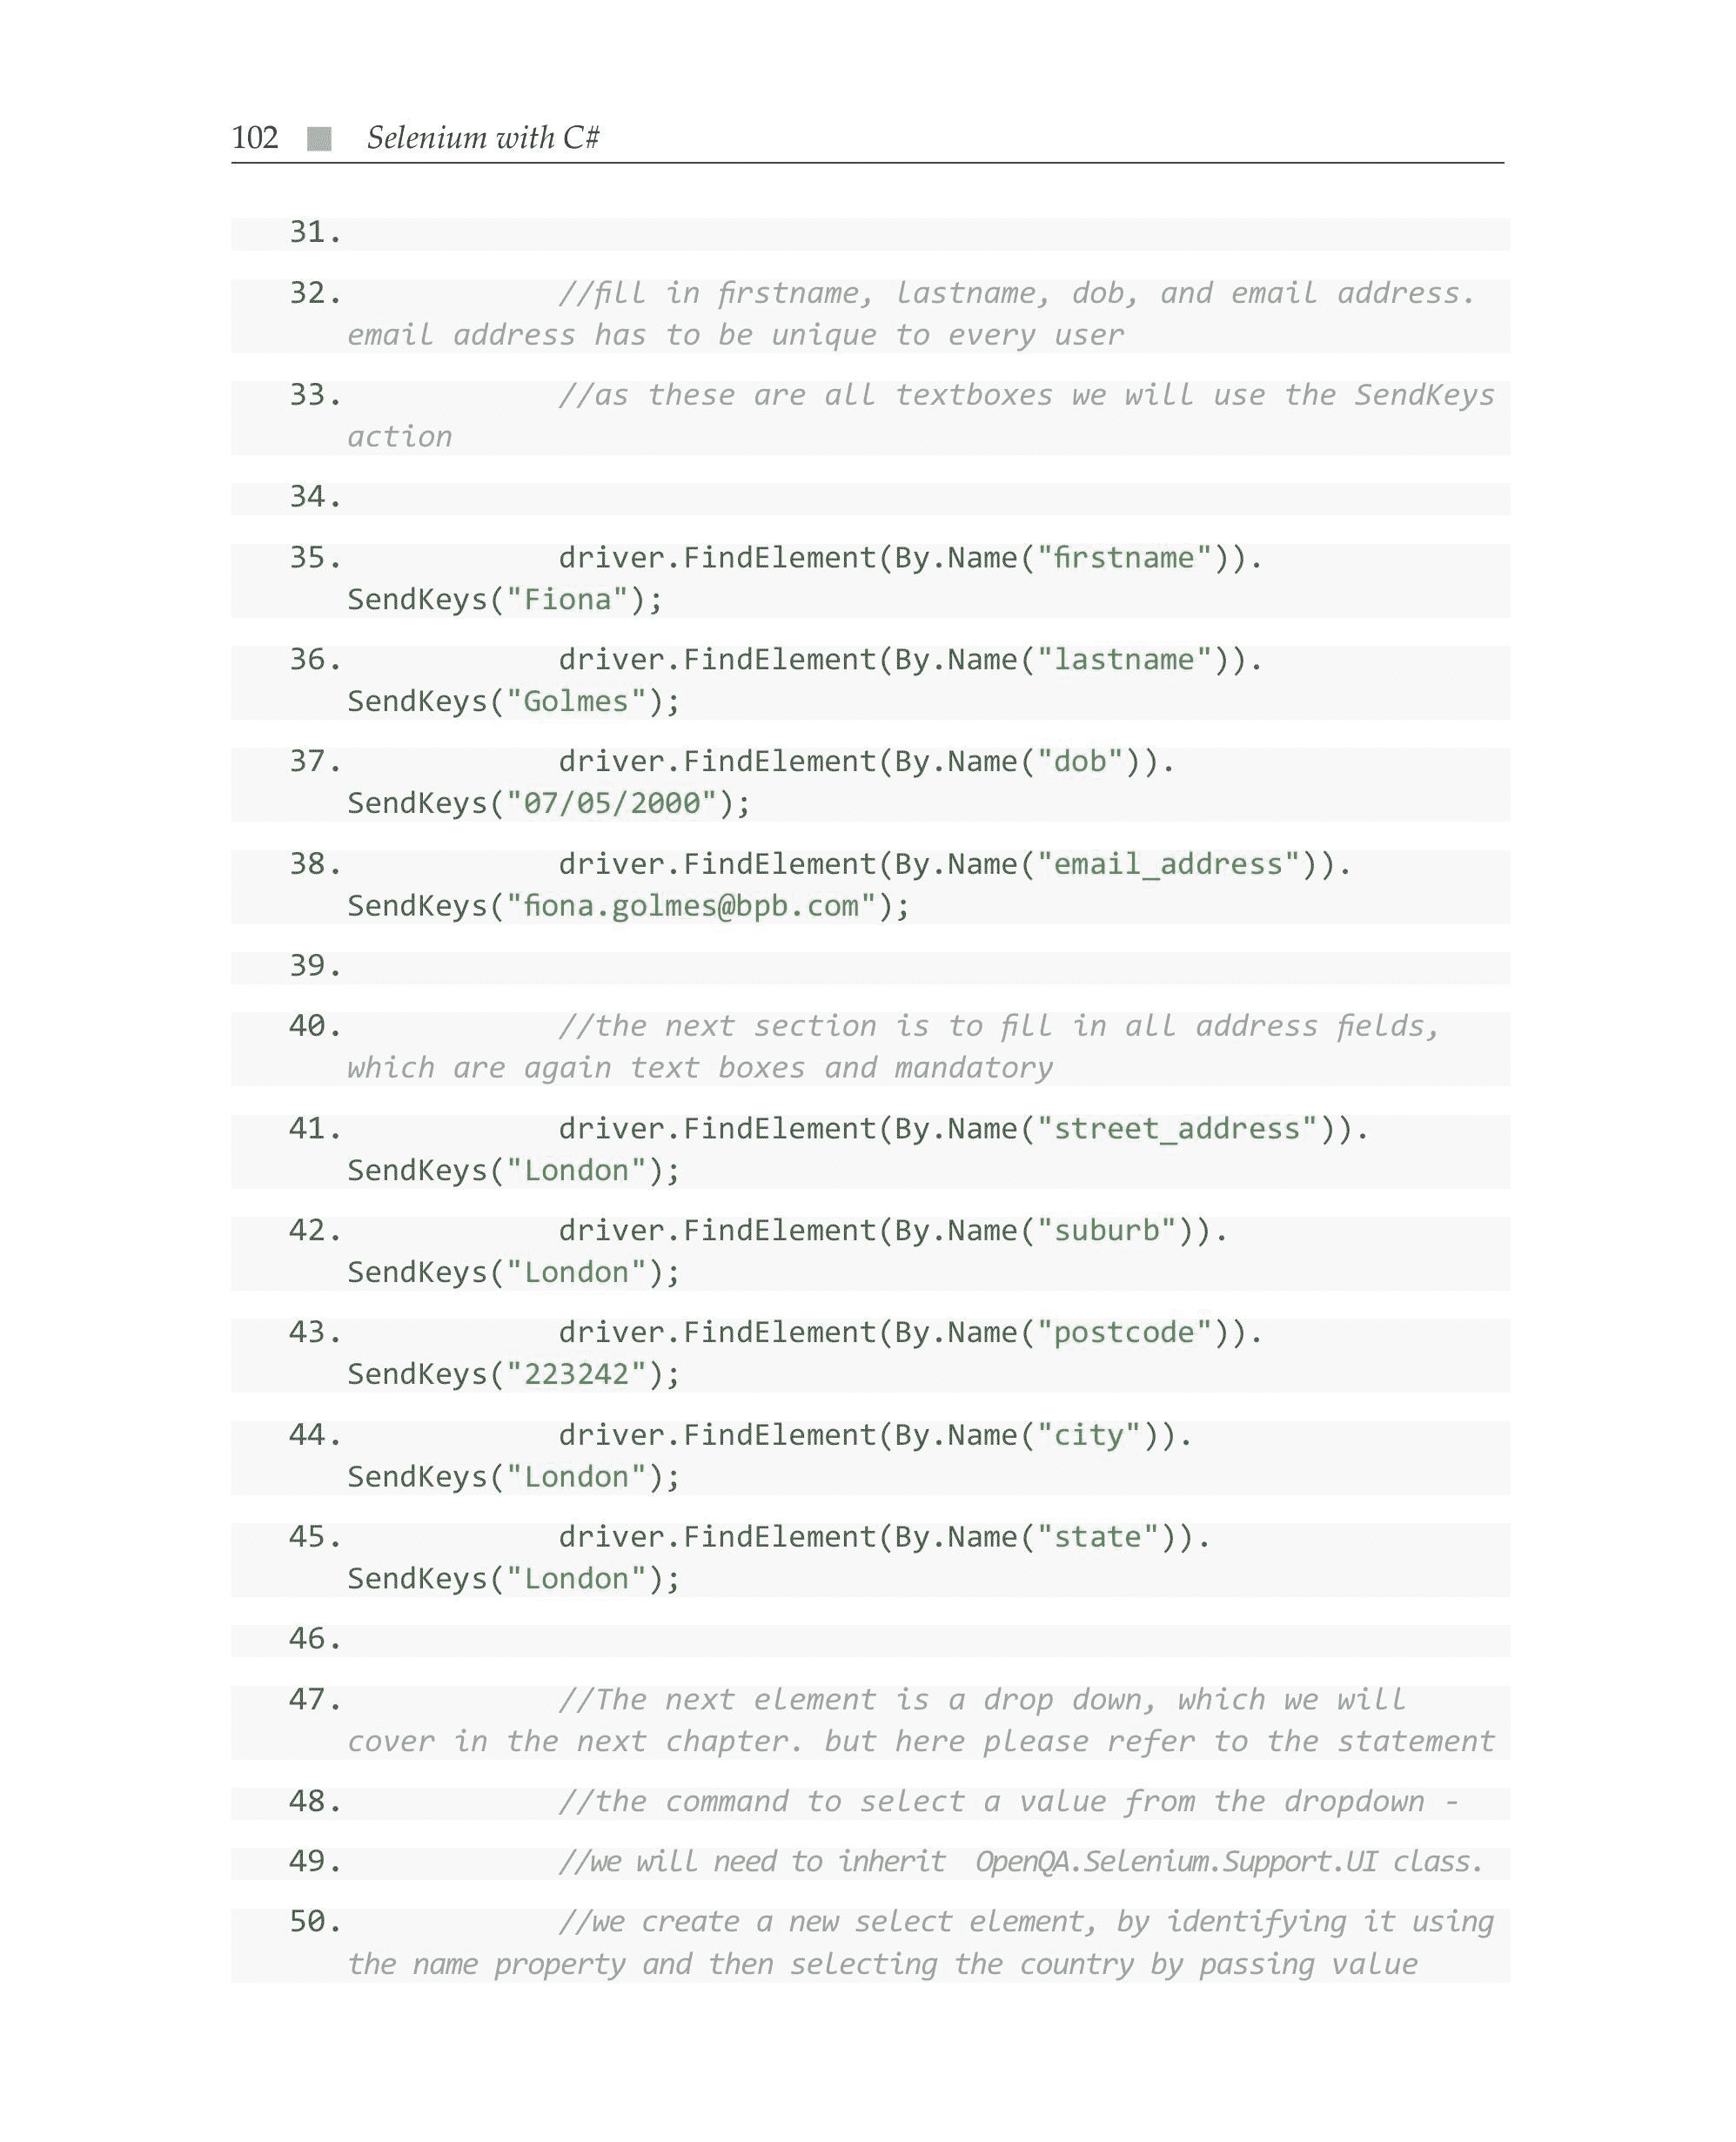 102 Selenium with C#
31.
32. //fill in firstname, lastname, dob, and email address.
email address has to be unique to every user
33. //as these are all textboxes we will use the SendKeys
action
34.
35. driver.FindElement(By.Name("firstname")).
SendKeys("Fiona");
36. driver.FindElement(By.Name("lastname")).
SendKeys("Golmes");
37. driver.FindElement(By.Name("dob")).
SendKeys("07/05/2000");
38. driver.FindElement(By.Name("email_address")).
SendKeys("fiona.golmes@bpb.com");
39.
40. //the next section is to fill in all address fields,
which are again text boxes and mandatory
41. driver.FindElement(By.Name("street_address")).
SendKeys("London");
42. driver.FindElement(By.Name("suburb")).
SendKeys("London");
43. driver.FindElement(By.Name("postcode")).
SendKeys("223242");
44. driver.FindElement(By.Name("city")).
SendKeys("London");
45. driver.FindElement(By.Name("state")).
SendKeys("London");
46.
47. //The next element is a drop down, which we will
cover in the next chapter. but here please refer to the statement
48. //the command to select a value from the dropdown -
49. //we will need to inherit OpenQA.Selenium.Support.UI class.
50. //we create a new select element, by identifying it using
the name property and then selecting the country by passing value